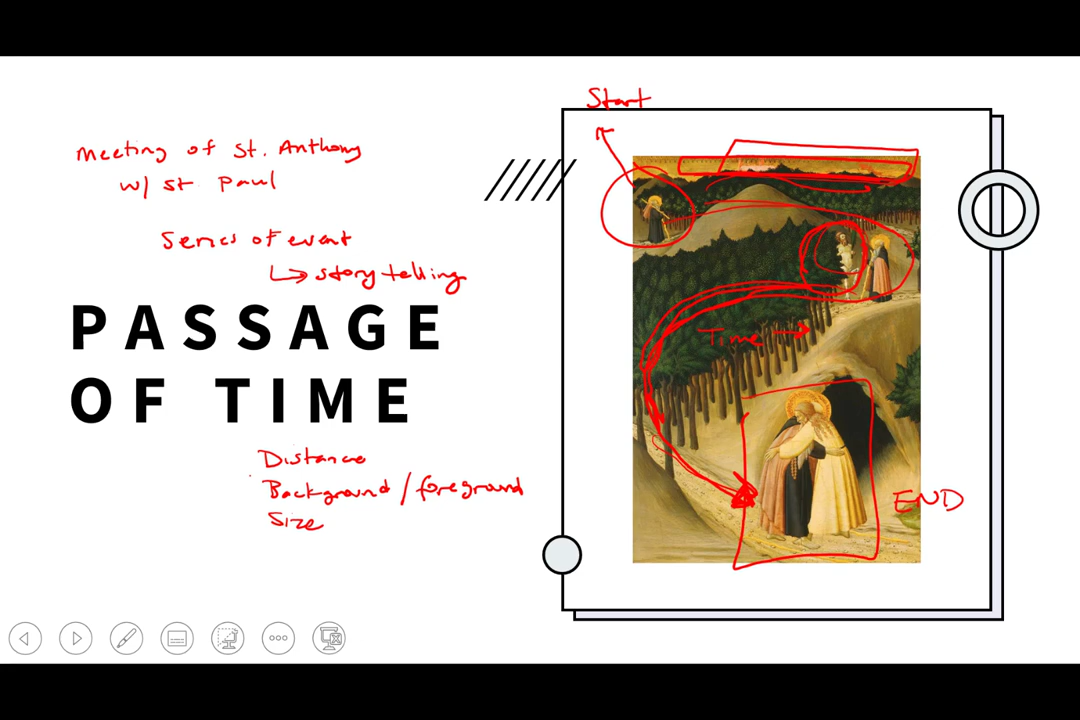 Start
Meeting of St. Anthony
w/ St Paul
Series of event
↳ story telling
PASSAGE
OF TIME
Time →
Distance
Background / foreground
Size
END